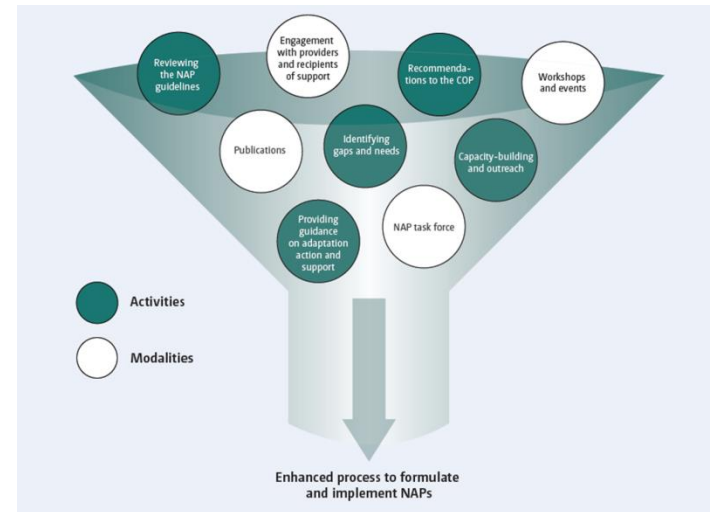 Reviewing
the NAP
guidelines
Engagement
with providers
and recipients
of support
Recommenda-
tions to the COP
Workshops
and events
Publications
Identifying
gaps and needs
Capacity-building
and outreach
Providing
guidance
on adaptation
action and
support
NAP task force
Activities
Modalities
Enhanced process to formulate
and implement NAPs